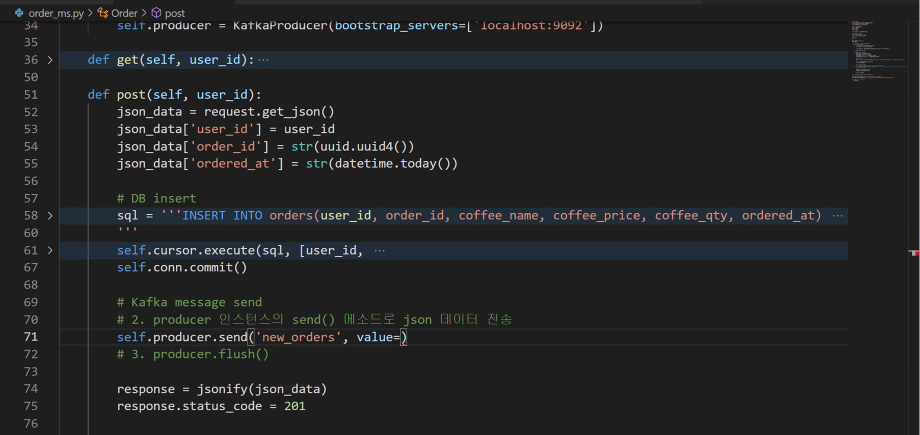 order_ms.py > Order > post
34 self.producer = KafkaProducer(bootstrap_servers=['localhost:9092'])
35
36 > def get(self, user_id): ···
50
51 def post(self, user_id):
52 json_data = request.get_json()
53 json_data['user_id'] = user_id
54 json_data['order_id'] = str(uuid.uuid4())
55 json_data['ordered_at'] = str(datetime.today())
56
57 # DB insert
58 > sql = '''INSERT INTO orders(user_id, order_id, coffee_name, coffee_price, coffee_qty, ordered_at) ···
60 '''
61 > self.cursor.execute(sql, [user_id, ···
67 self.conn.commit()
68
69 # Kafka message send
70 # 2. producer 인스턴스의 send() 메소드로 json 데이터 전송
71 self.producer.send('new_orders', value=)
72 # 3. producer.flush()
73
74 response = jsonify(json_data)
75 response.status_code = 201
76